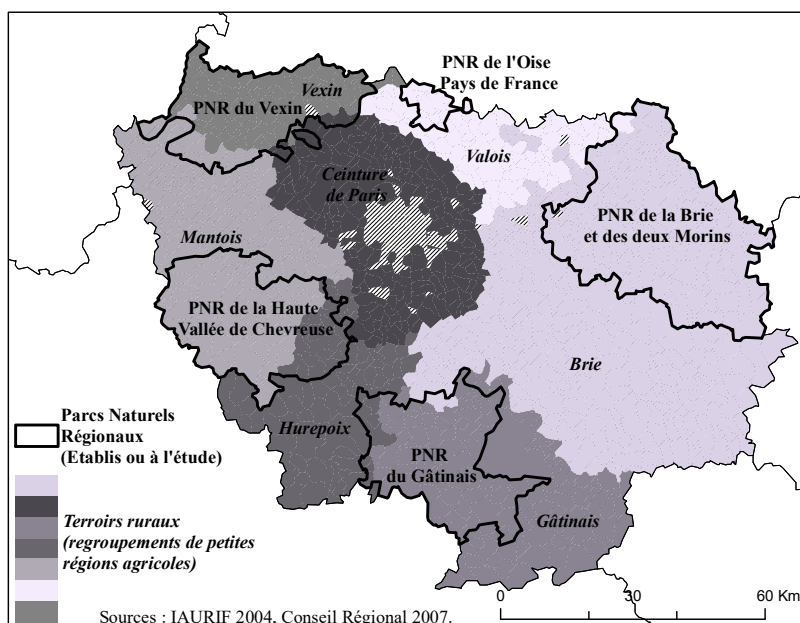 PNR de l'Oise
Pays de France
Vexin
PNR du Vexin
Valois
Ceinture
de Paris
PNR de la Brie
et des deux Morins
Mantois
PNR de la Haute
Vallée de Chevreuse
Brie
Parcs Naturels
Régionaux
(Etablis ou à l'étude)
Hurepoix
PNR
du Gâtinais
Gâtinais
Terroirs ruraux
(regroupements de petites
régions agricoles)
0 30 60 Km
Sources : IAURIF 2004, Conseil Régional 2007.